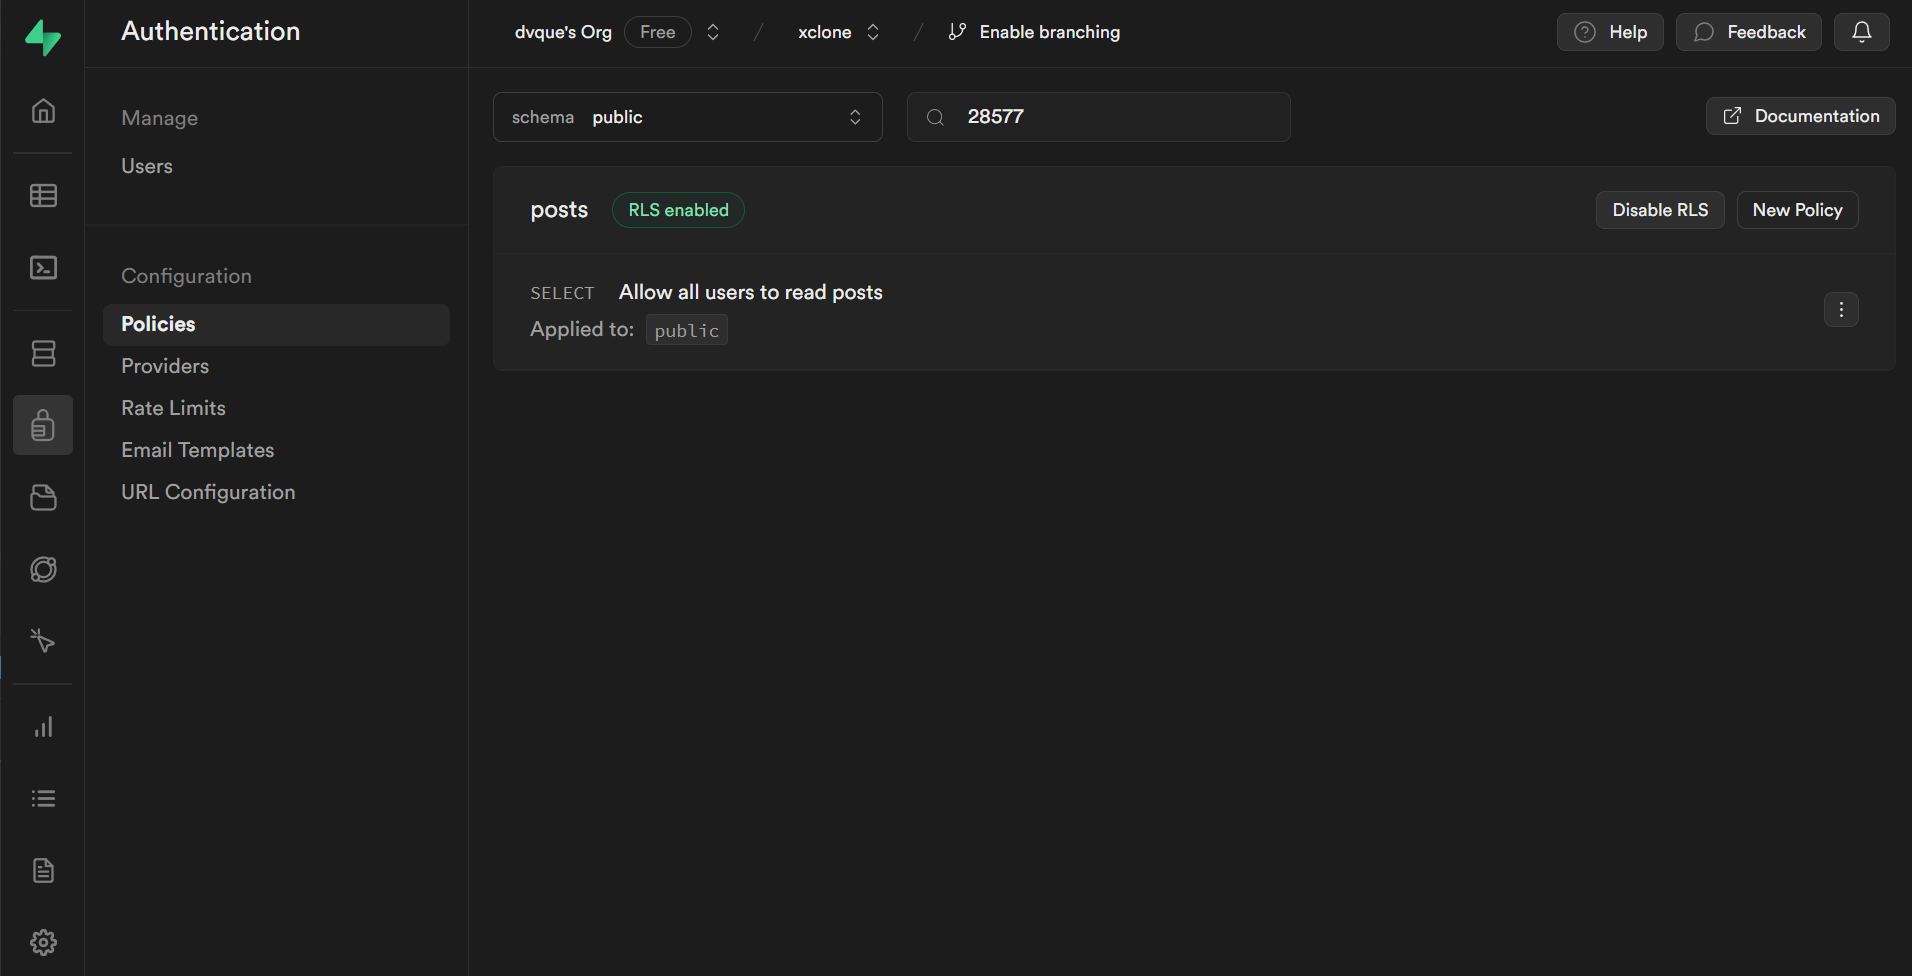 Authentication
dvque's Org Free / xclone / Enable branching
Help Feedback
Manage
Users
Configuration
Policies
Providers
Rate Limits
Email Templates
URL Configuration
schema public
28577
Documentation
posts RLS enabled
Disable RLS New Policy
SELECT Allow all users to read posts
Applied to: public